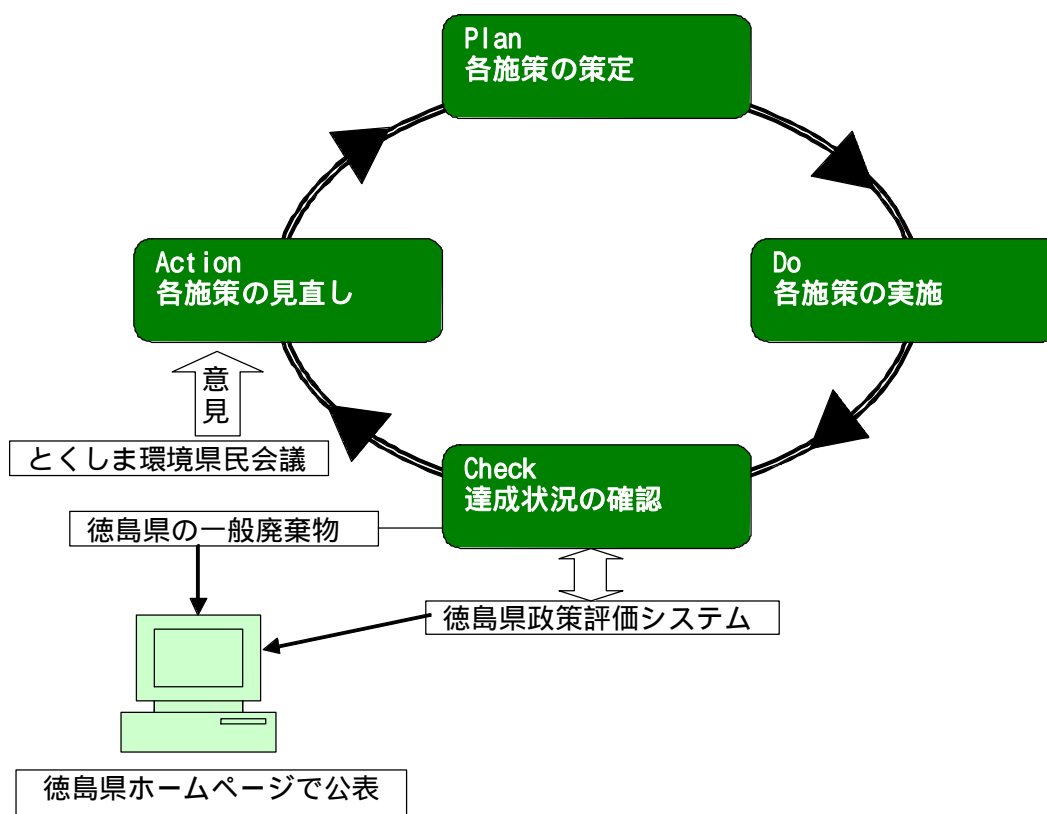 Plan
各施策の策定
Action
各施策の見直し
Do
各施策の実施
意
見
とくしま環境県民会議
Check
達成状況の確認
徳島県の一般廃棄物
徳島県政策評価システム
徳島県ホームページで公表